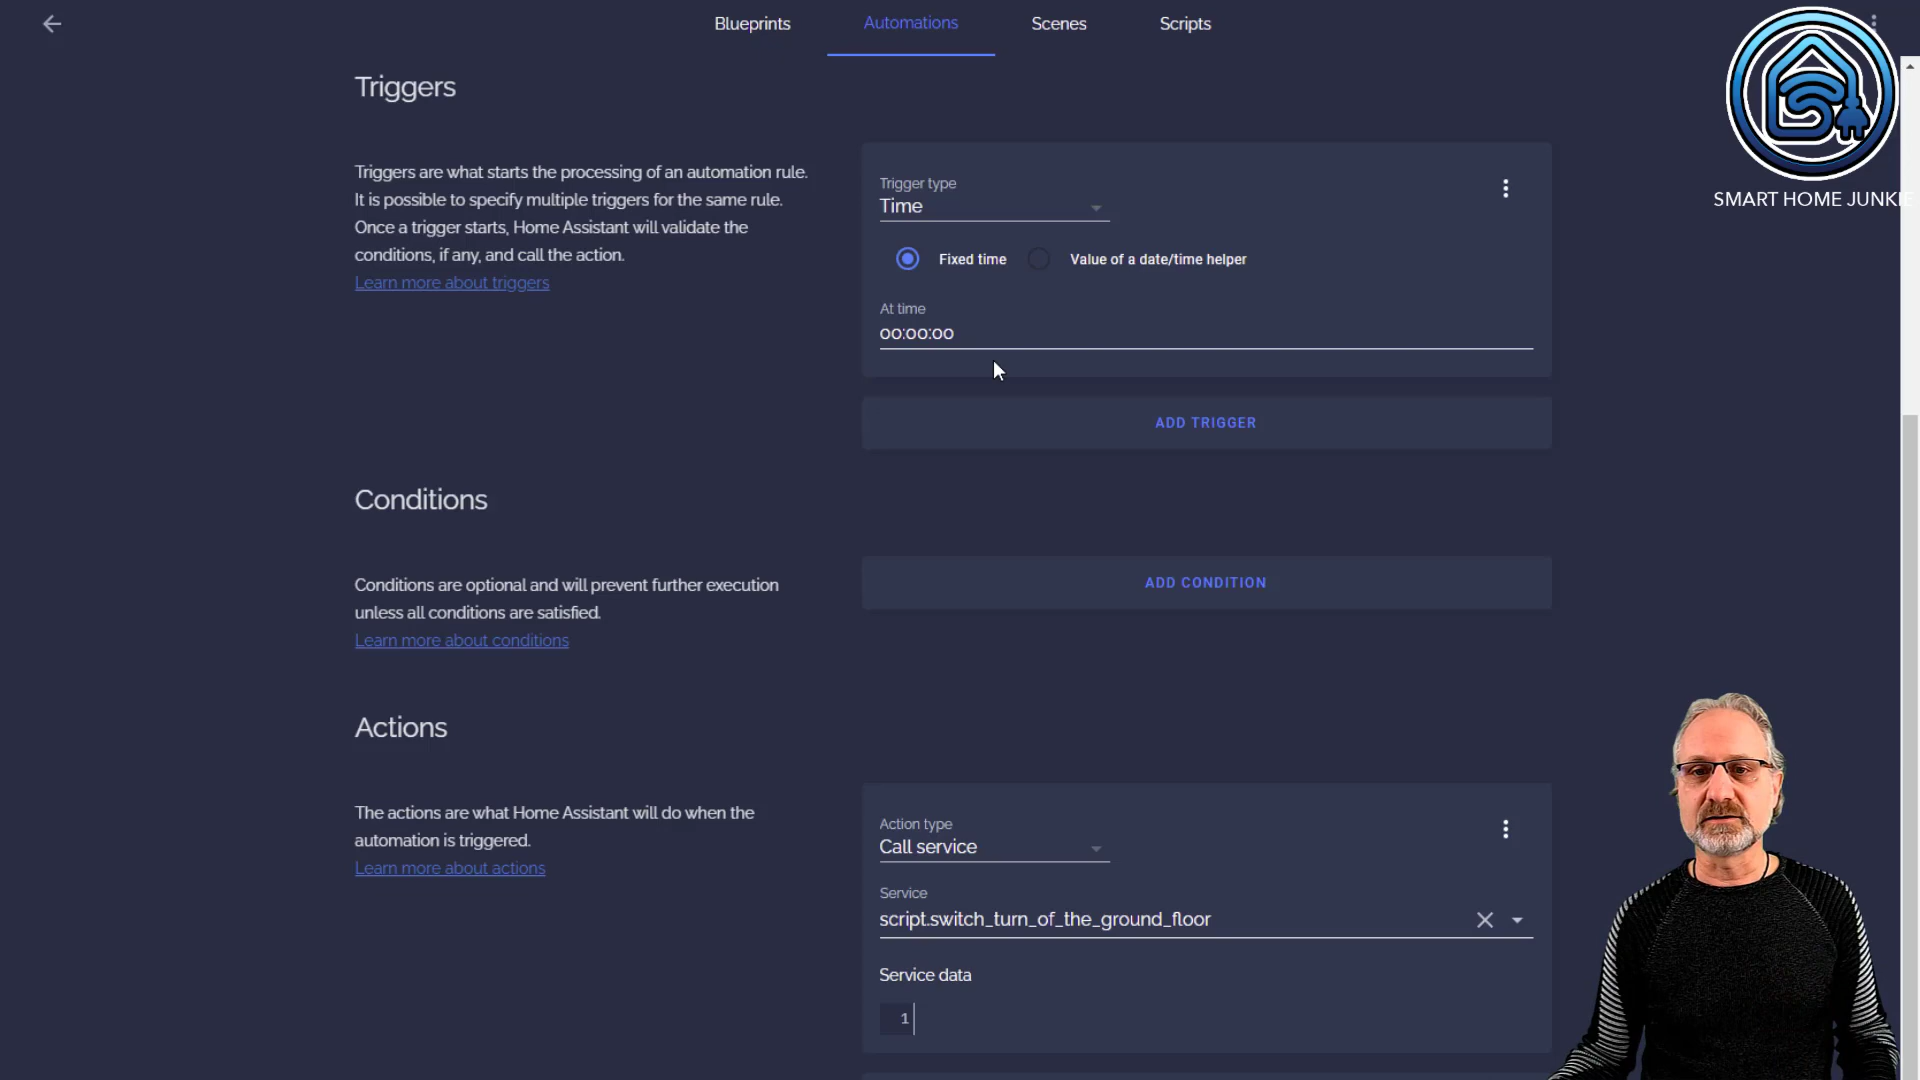 Blueprints
Automations
Scenes
Scripts
SMART HOME JUNKIE
Triggers
Triggers are what starts the processing of an automation rule.
It is possible to specify multiple triggers for the same rule.
Once a trigger starts, Home Assistant will validate the
conditions, if any, and call the action.
Learn more about triggers
Trigger type
Time
Fixed time
Value of a date/time helper
At time
00:00:00
ADD TRIGGER
Conditions
Conditions are optional and will prevent further execution
unless all conditions are satisfied.
Learn more about conditions
ADD CONDITION
Actions
The actions are what Home Assistant will do when the
automation is triggered.
Learn more about actions
Action type
Call service
Service
script.switch_turn_of_the_ground_floor
Service data
1